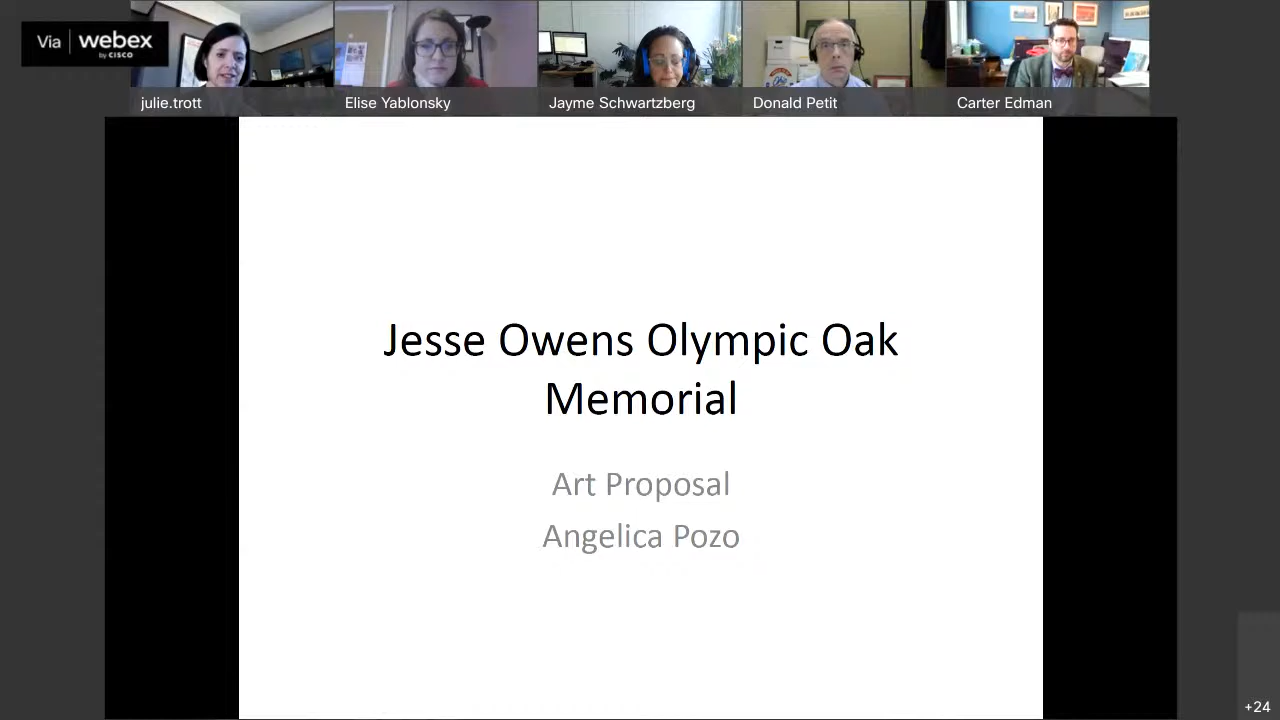 Via webex
by CISCO
julie.trott
Elise Yablonsky
Jayme Schwartzberg
Donald Petit
Carter Edman
Jesse Owens Olympic Oak
Memorial
Art Proposal
Angelica Pozo
+24